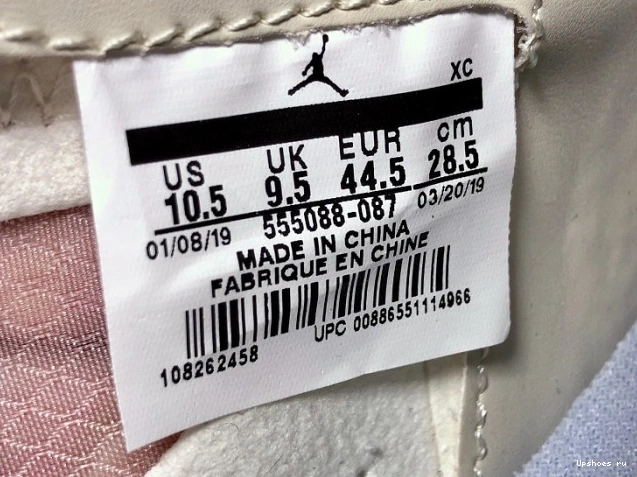 XC
US UK EUR cm
10.5 9.5 44.5 28.5
01/08/19 555088-087 03/20/19
MADE IN CHINA
FABRIQUE EN CHINE
UPC 00886551114966
108262458
Upshoes ru